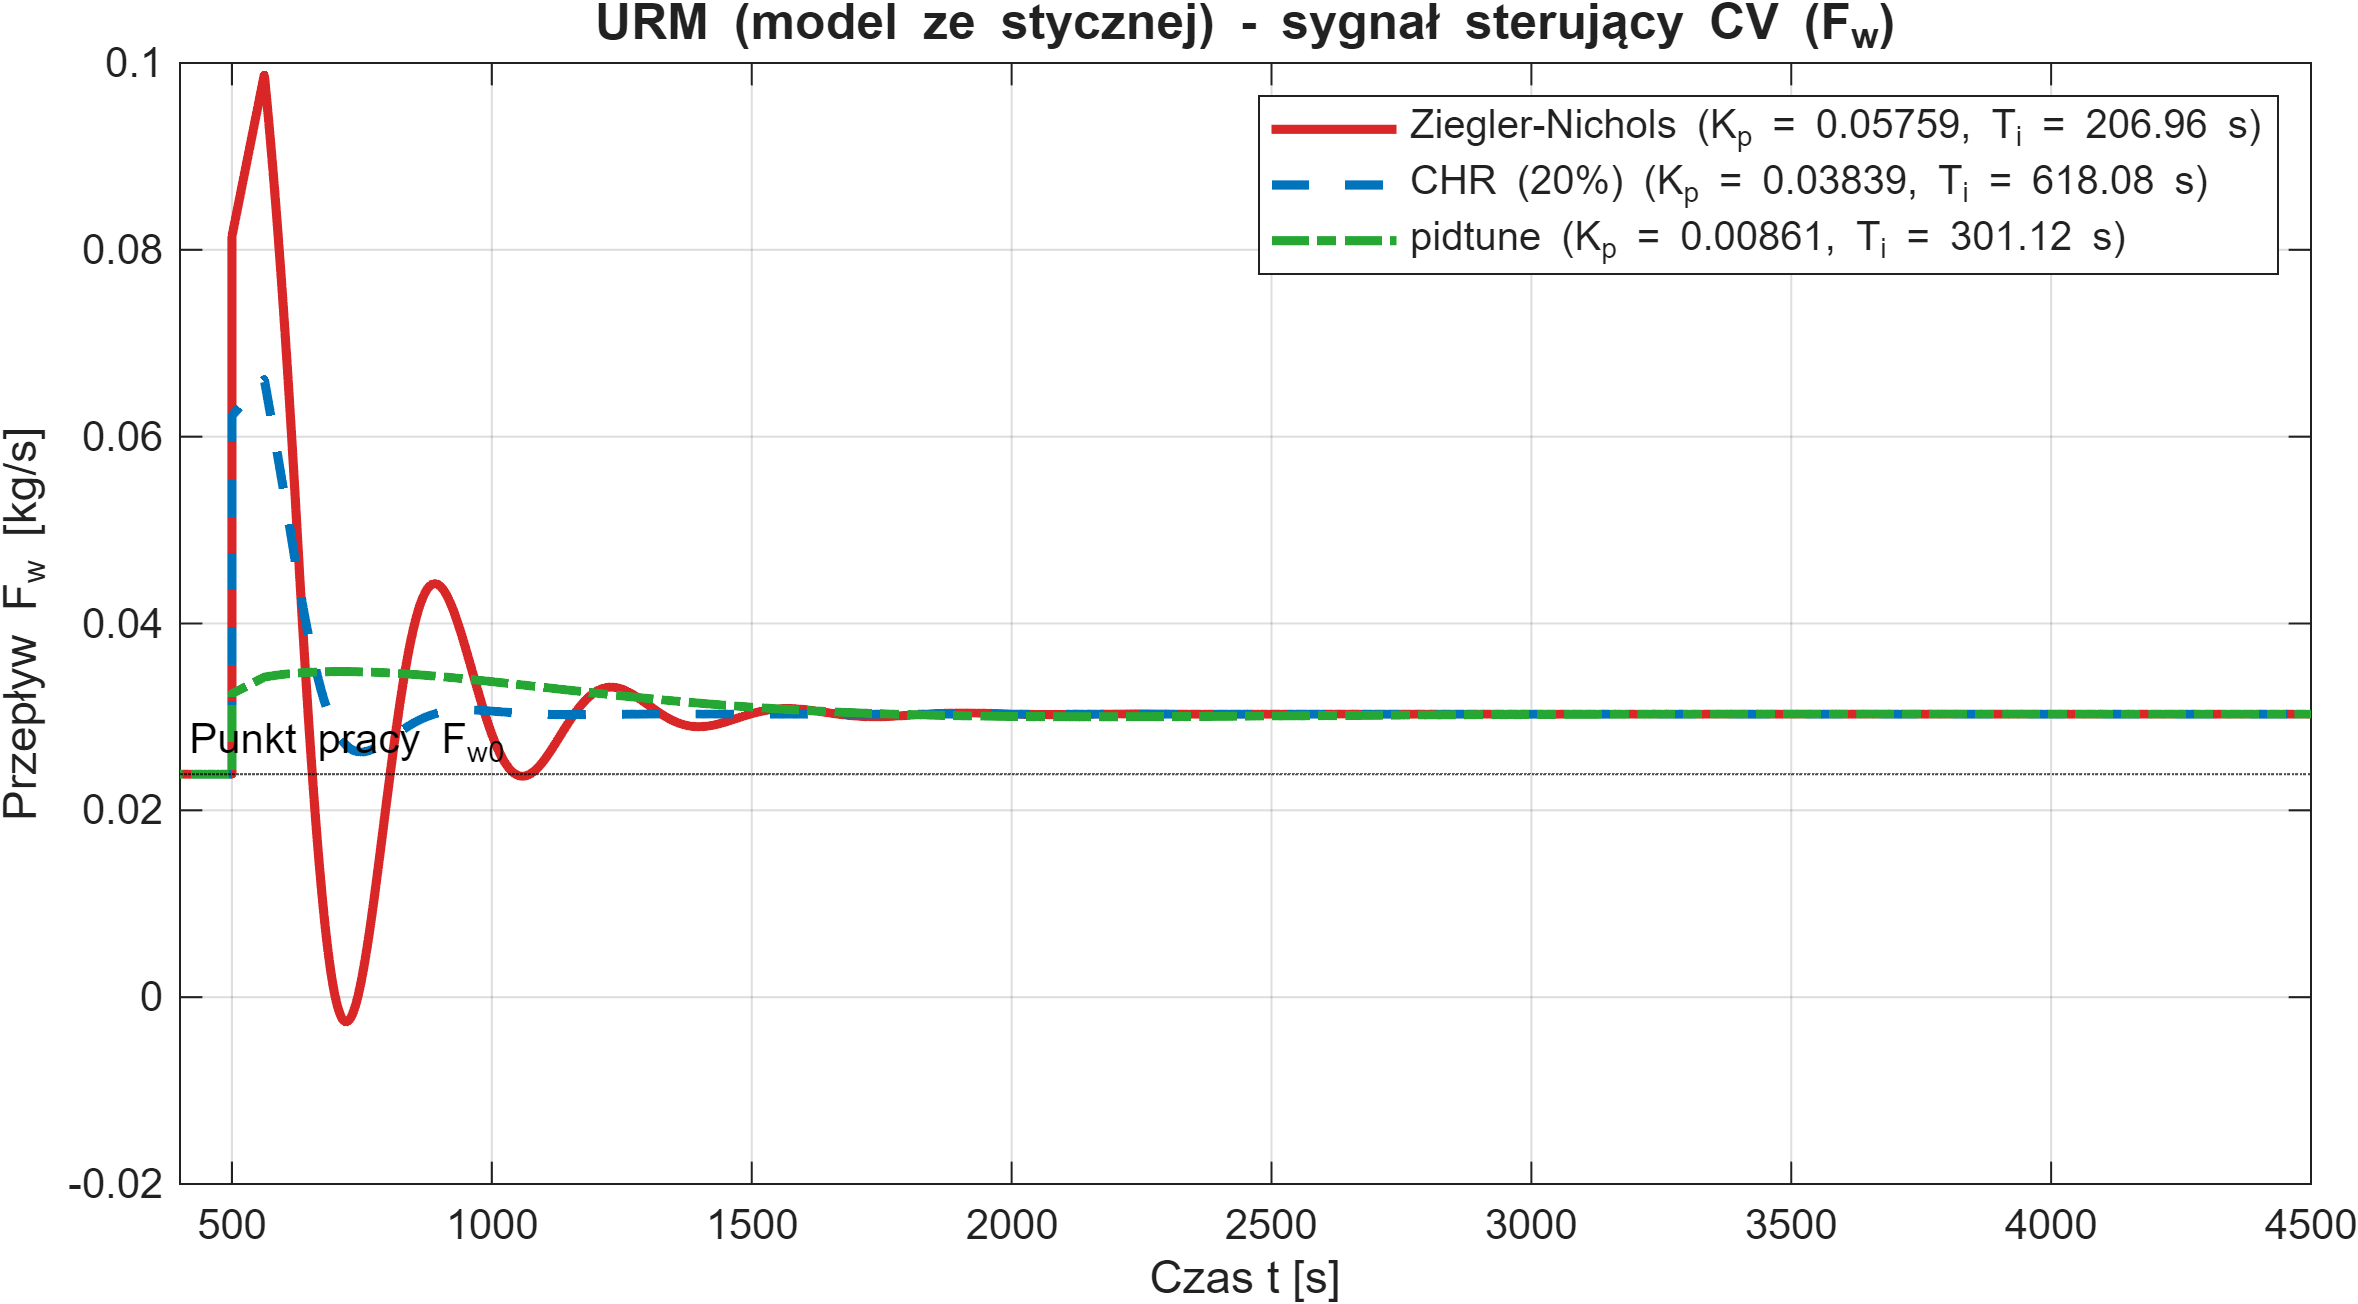 URM (model ze stycznej) - sygnał sterujący CV (Fw)
Ziegler-Nichols (Kp = 0.05759, Ti = 206.96 s)
CHR (20%) (Kp = 0.03839, Ti = 618.08 s)
pidtune (Kp = 0.00861, Ti = 301.12 s)
Przepływ Fw [kg/s]
0.1
0.08
0.06
0.04
0.02
0
-0.02
Punkt pracy Fw0
500 1000 1500 2000 2500 3000 3500 4000 4500
Czas t [s]